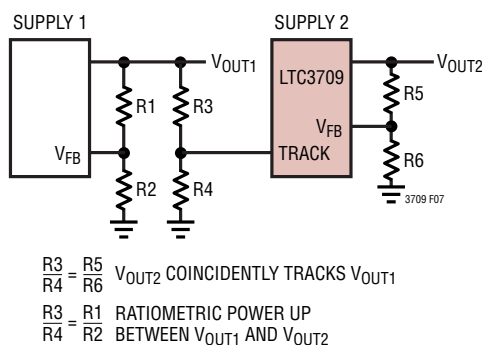 SUPPLY 1
SUPPLY 2
VOUT1
VOUT2
LTC3709
R1
R3
R5
VFB
VFB
TRACK
R2
R4
R6
3709 F07
R3/R4 = R5/R6 VOUT2 COINCIDENTLY TRACKS VOUT1
R3/R4 = R1/R2 RATIOMETRIC POWER UP
BETWEEN VOUT1 AND VOUT2